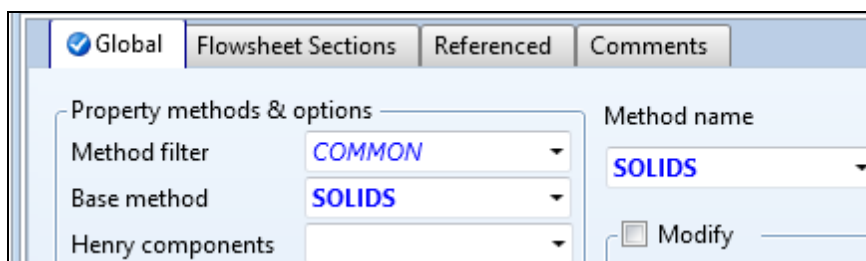 Global Flowsheet Sections Referenced Comments
Property methods & options
Method name
Method filter COMMON
SOLIDS
Base method SOLIDS
Modify
Henry components